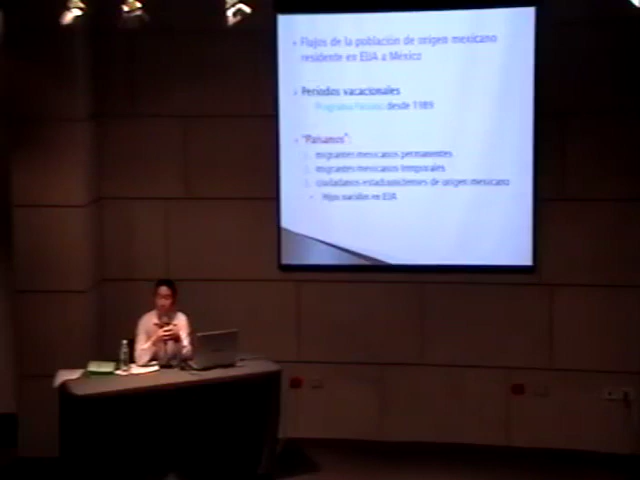 Flujos de la población de origen mexicano
residente en EUA a México
Periodos vacacionales
Programa Paisano desde 1989
"Paisanos":
migrantes mexicanos permanentes
migrantes mexicanos temporales
ciudadanos estadounidenses de origen mexicano
Hijos nacidos en EUA